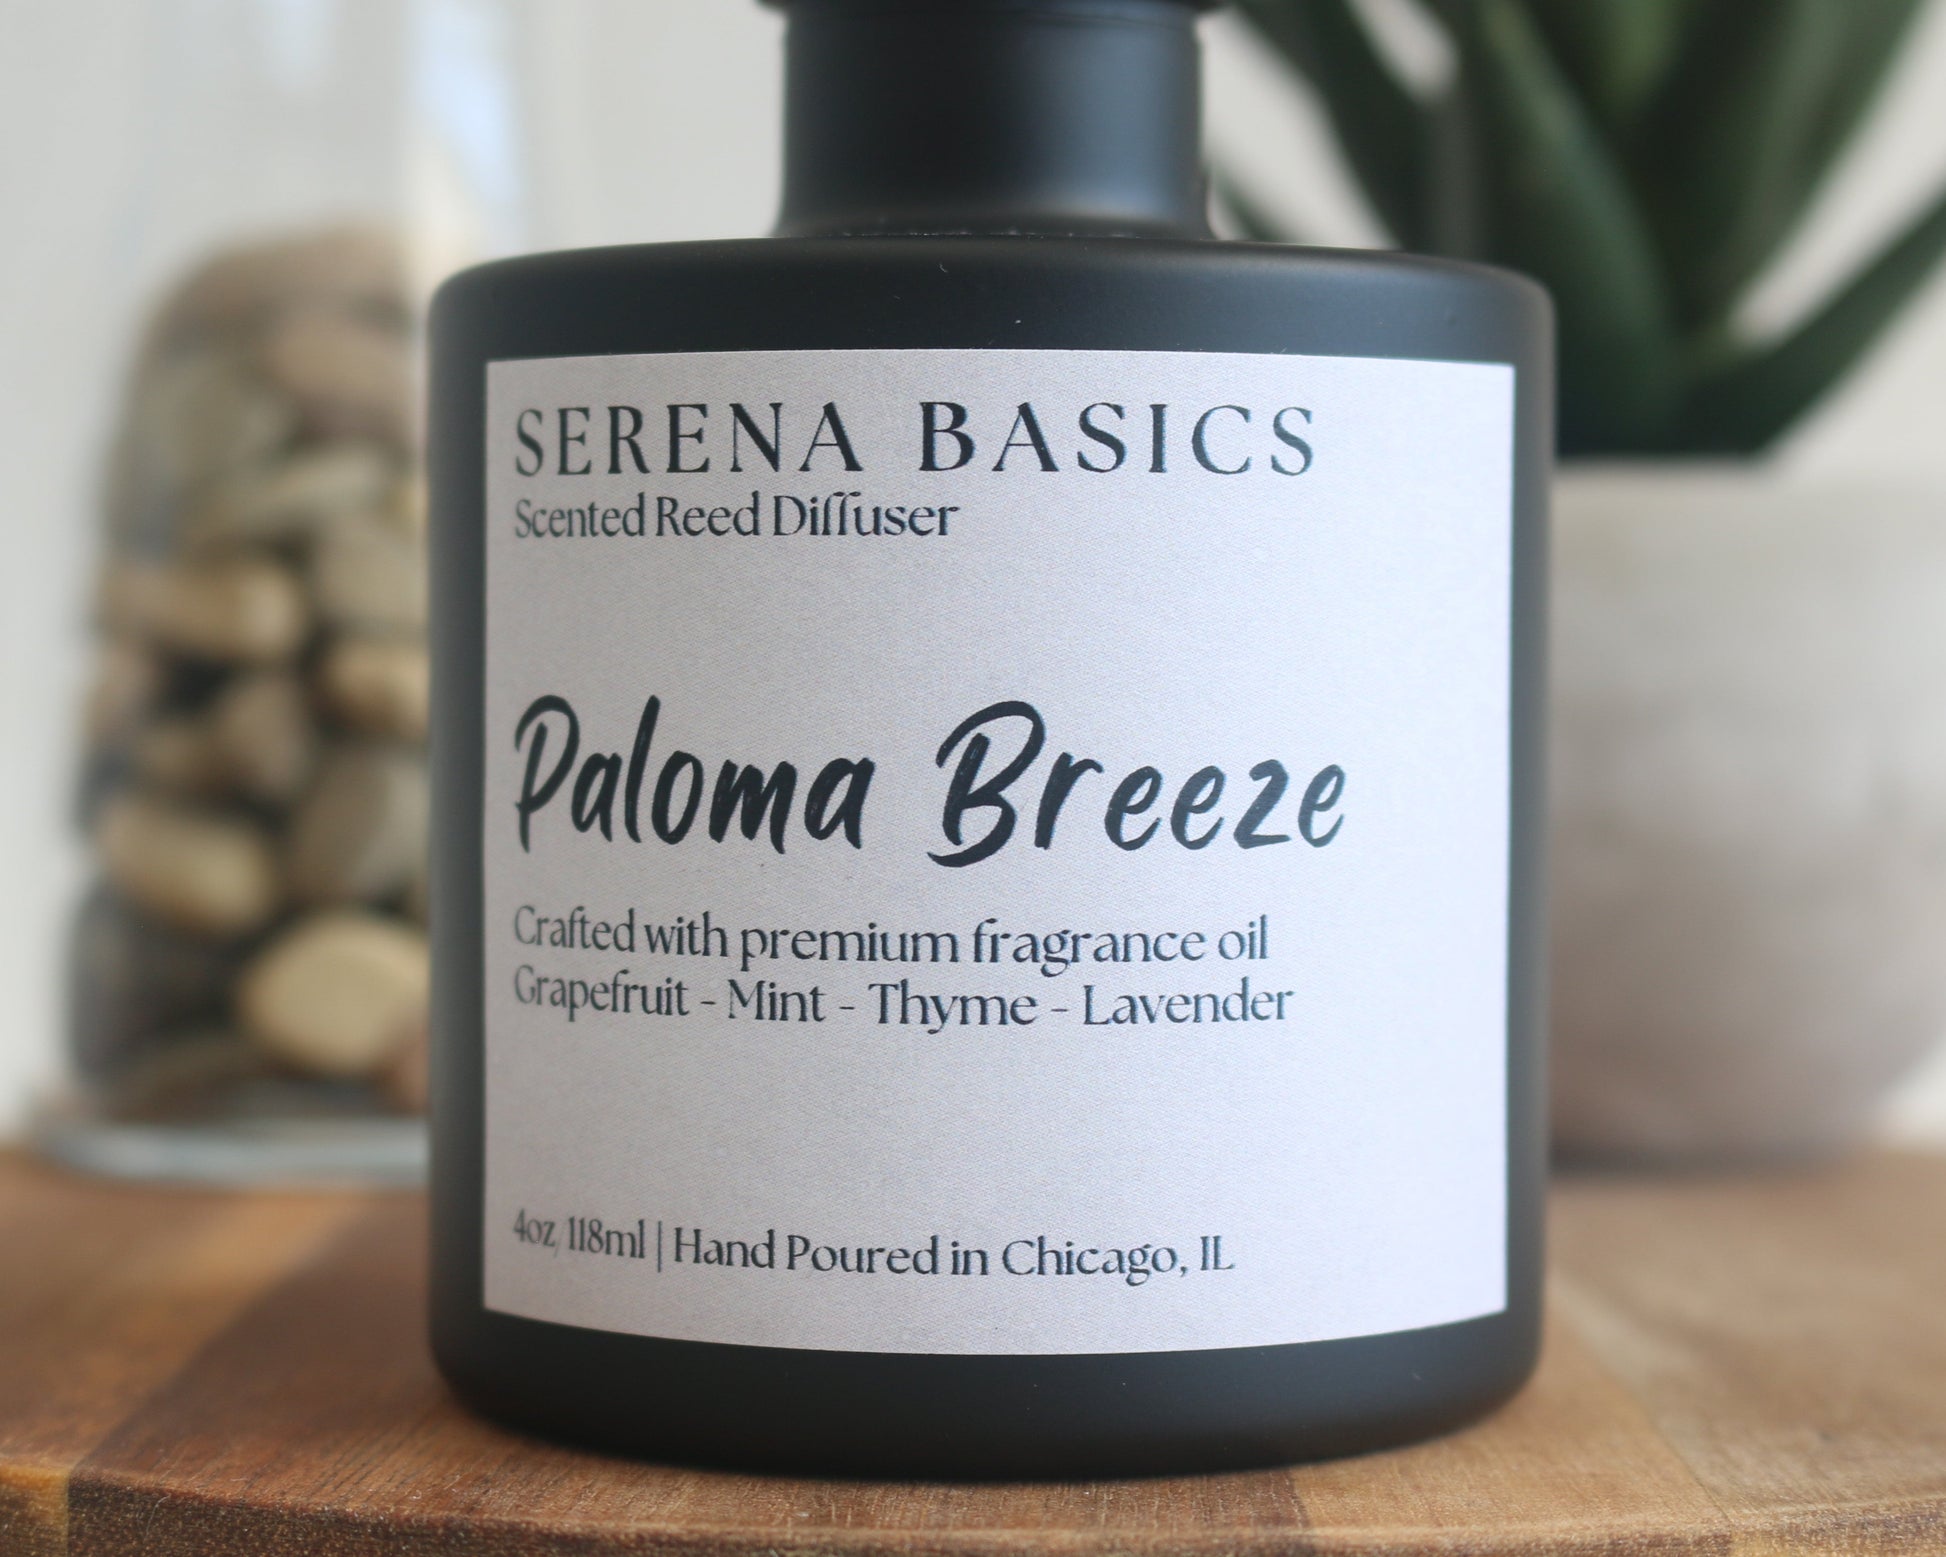 SERENA BASICS
Scented Reed Diffuser
Paloma Breeze
Crafted with premium fragrance oil
Grapefruit - Mint - Thyme - Lavender
4oz/118ml | Hand Poured in Chicago, IL